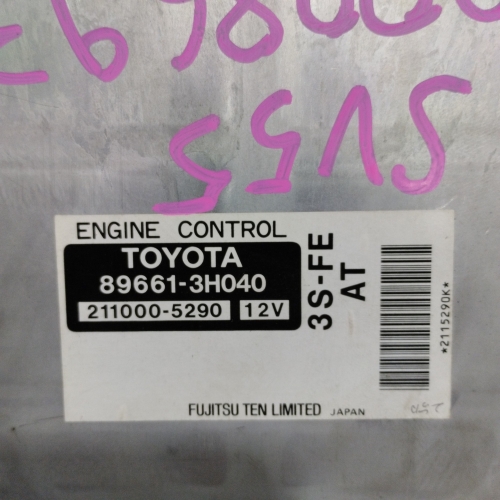 SV55
ENGINE CONTROL
TOYOTA
89661-3H040
211000-5290 12V
3S-FE
AT
*2115290K*
FUJITSU TEN LIMITED JAPAN